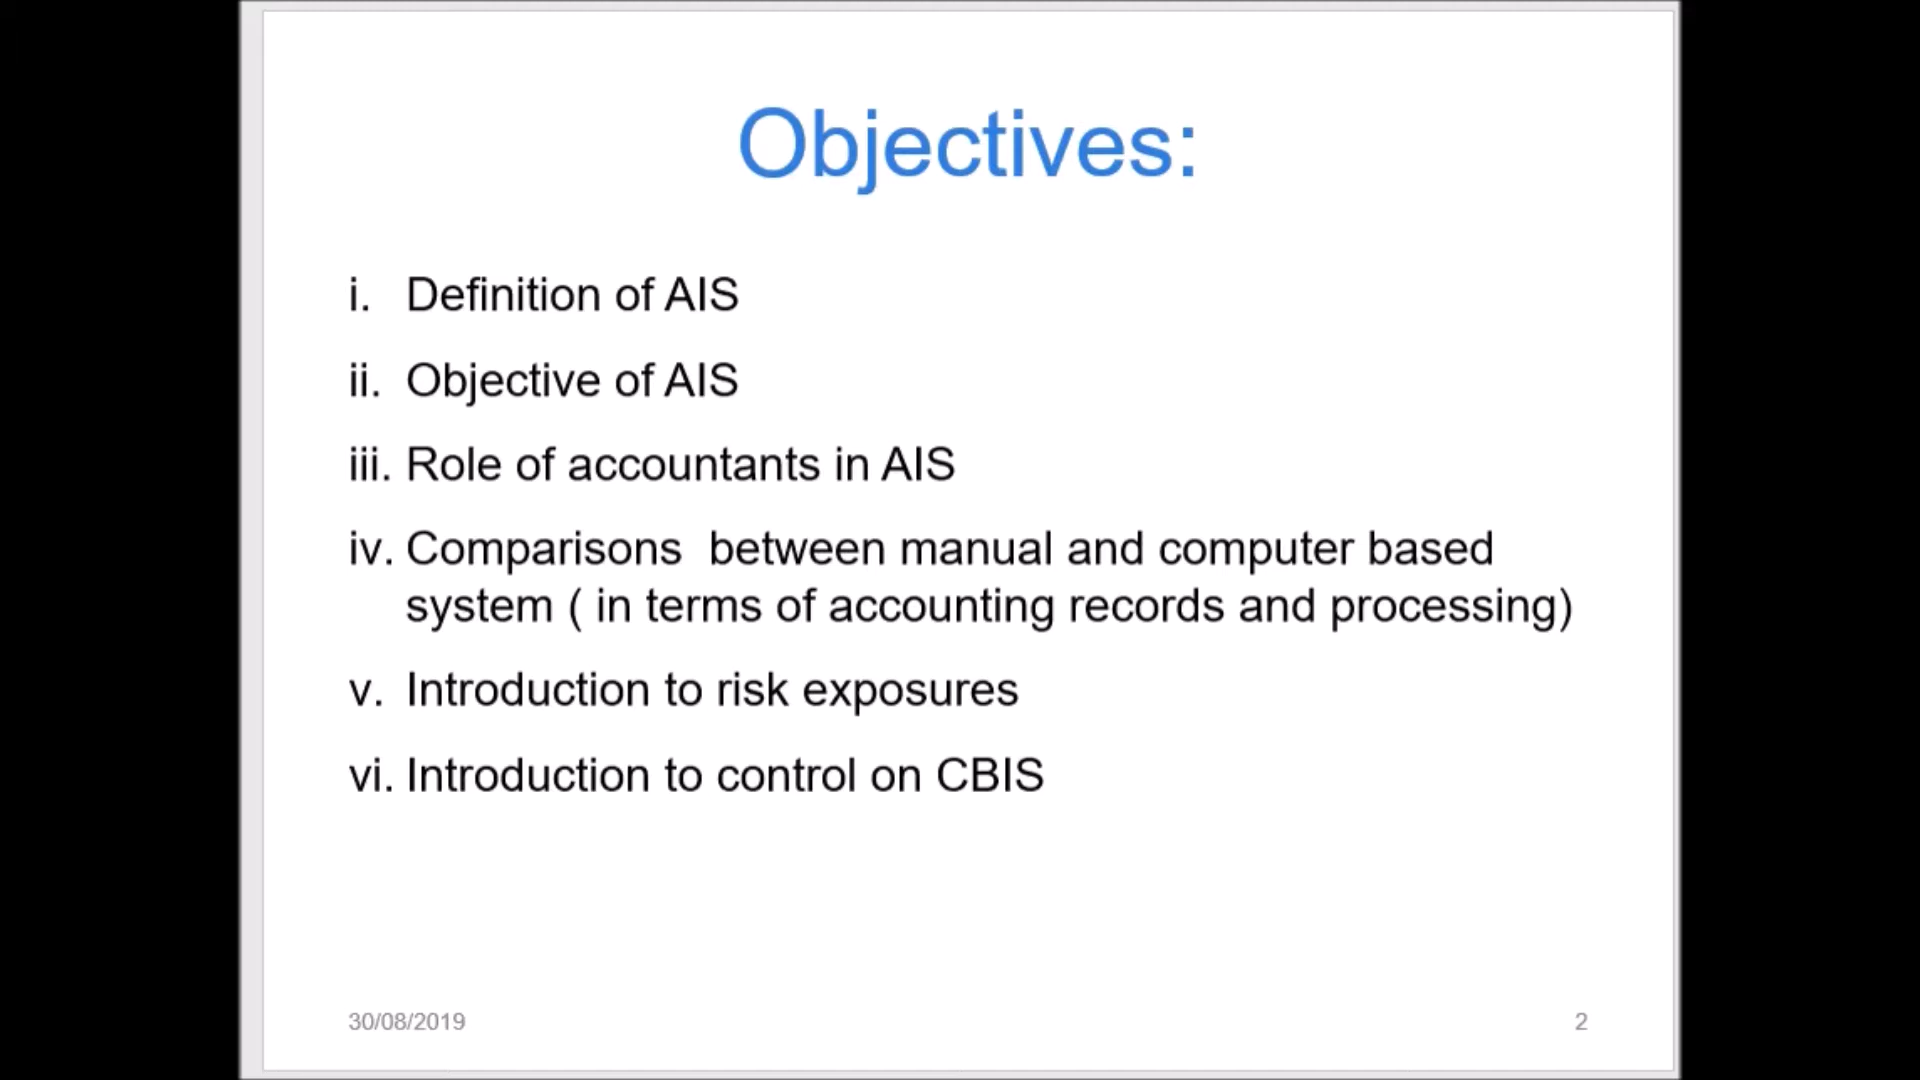 Objectives:
i. Definition of AIS
ii. Objective of AIS
iii. Role of accountants in AIS
iv. Comparisons  between manual and computer based
system ( in terms of accounting records and processing)
v. Introduction to risk exposures
vi. Introduction to control on CBIS
30/08/2019
2